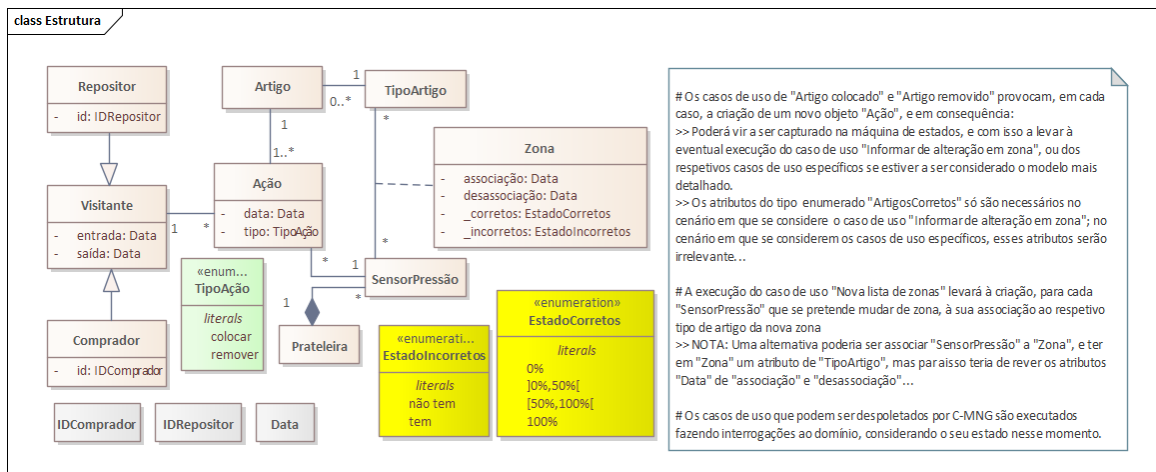 class Estrutura
Repositor
- id: IDRepositor
Visitante
- entrada: Data
- saída: Data
Comprador
- id: IDComprador
IDComprador
IDRepositor
Data
Artigo
1
0..*
TipoArtigo
1
1..*
*
*
Ação
- data: Data
- tipo: TipoAção
1
*
*
1
Zona
- associação: Data
- desassociação: Data
- _corretos: EstadoCorretos
- _incorretos: EstadoIncorretos
SensorPressão
1
*
Prateleira
«enum...
TipoAção
literals
colocar
remover
«enumerati...
EstadoIncorretos
literals
não tem
tem
«enumeration»
EstadoCorretos
literals
0%
]0%,50%[
[50%,100%[
100%
# Os casos de uso de "Artigo colocado" e "Artigo removido" provocam, em cada
caso, a criação de um novo objeto "Ação", e em consequência:
>> Poderá vir a ser capturado na máquina de estados, e com isso a levar à
eventual execução do caso de uso "Informar de alteração em zona", ou dos
respetivos casos de uso específicos se estiver a ser considerado o modelo mais
detalhado.
>> Os atributos do tipo enumerado "ArtigosCorretos" só são necessários no
cenário em que se considere o caso de uso "Informar de alteração em zona"; no
cenário em que se considerem os casos de uso específicos, esses atributos serão
irrelevante...
# A execução do caso de uso "Nova lista de zonas" levará à criação, para cada
"SensorPressão" que se pretende mudar de zona, à sua associação ao respetivo
tipo de artigo da nova zona
>> NOTA: Uma alternativa poderia ser associar "SensorPressão" a "Zona", e ter
em "Zona" um atributo de "TipoArtigo", mas para isso teria de rever os atributos
"Data" de "associação" e "desassociação"...
# Os casos de uso que podem ser despoletados por C-MNG são executados
fazendo interrogações ao domínio, considerando o seu estado nesse momento.